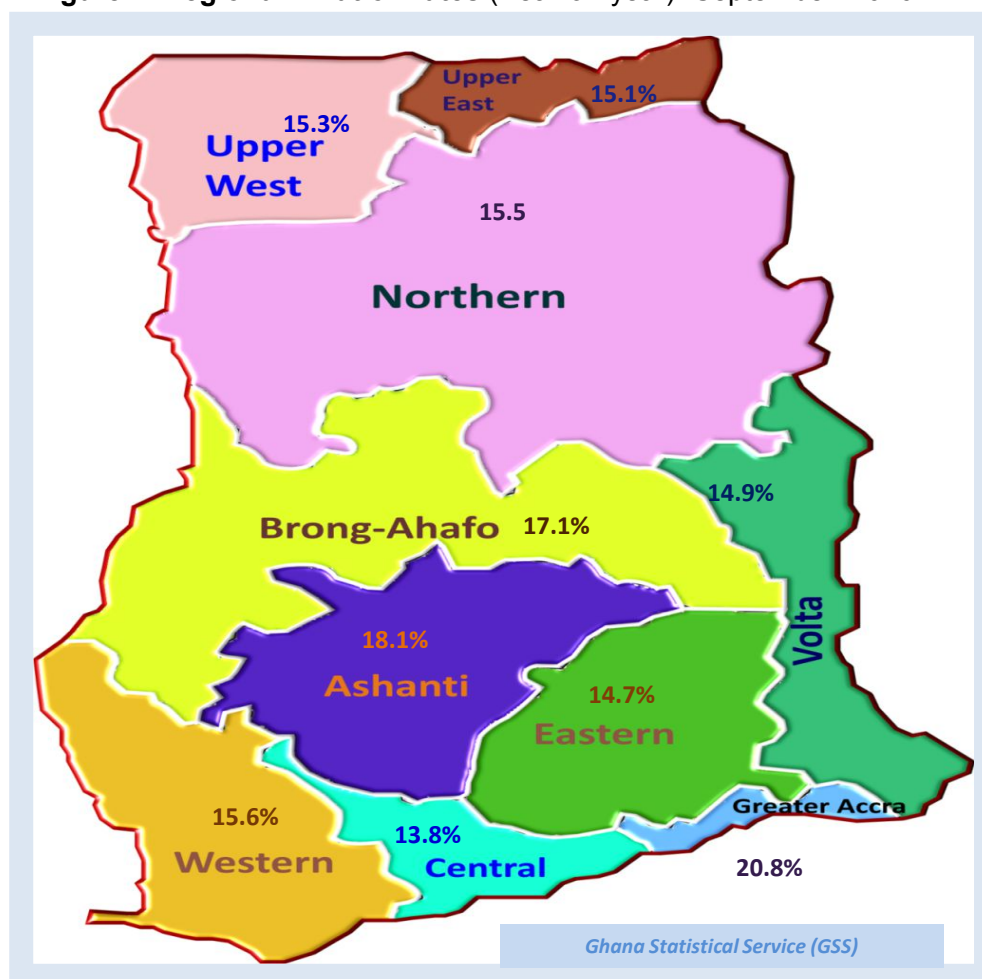 Upper
East
15.1%
15.3%
Upper
West
15.5
Northern
14.9%
Brong-Ahafo 17.1%
Volta
18.1%
Ashanti
14.7%
Eastern
Greater Accra
15.6%
Western
13.8%
Central
20.8%
Ghana Statistical Service (GSS)